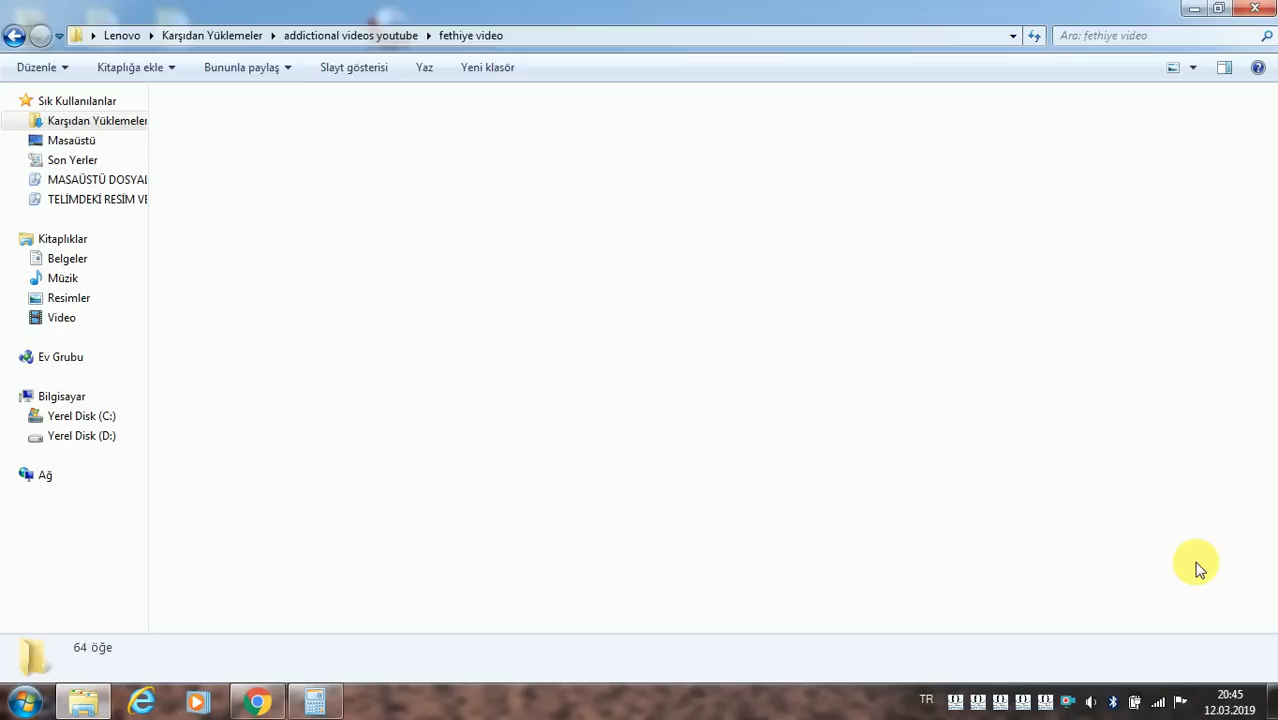 Lenovo Karşıdan Yüklemeler addictional videos youtube fethiye video
Ara: fethiye video
Düzenle Kitaplığa ekle Bununla paylaş Slayt gösterisi Yaz Yeni klasör
Sık Kullanılanlar
Karşıdan Yüklemeler
Masaüstü
Son Yerler
MASAÜSTÜ DOSYAL
TELİMDEKİ RESİM VE
Kitaplıklar
Belgeler
Müzik
Resimler
Video
Ev Grubu
Bilgisayar
Yerel Disk (C:)
Yerel Disk (D:)
Ağ
64 öğe
TR
20:45
12.03.2019